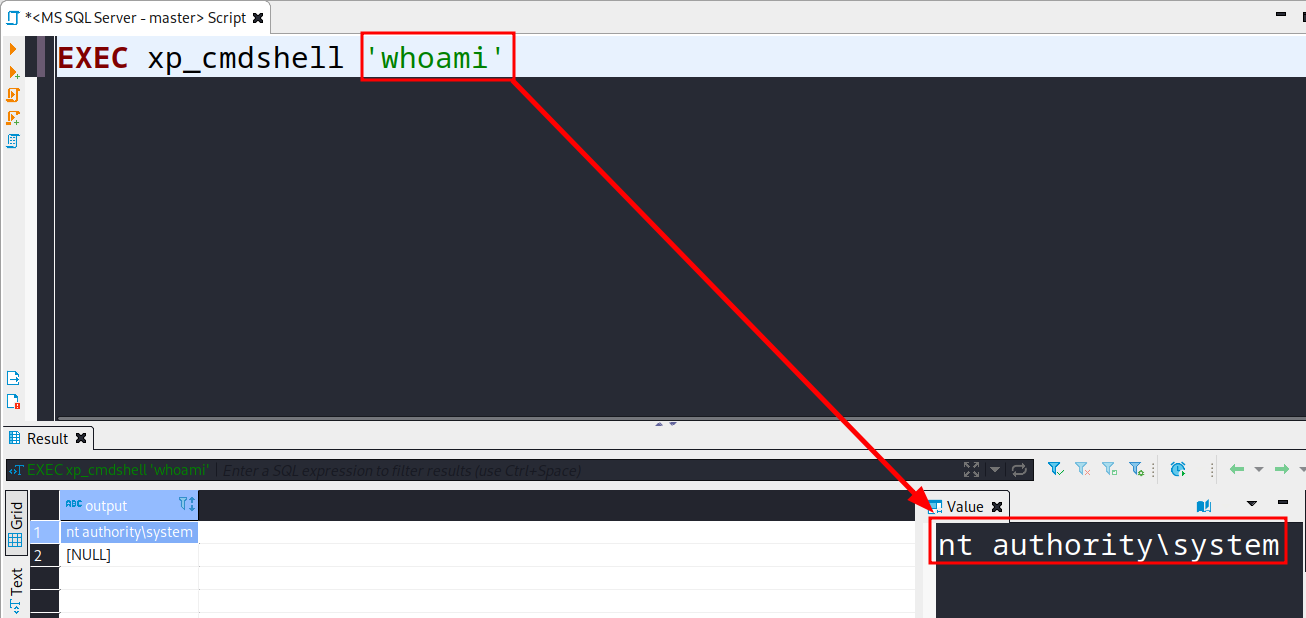 *<MS SQL Server - master> Script
EXEC xp_cmdshell 'whoami'
Result
EXEC xp_cmdshell 'whoami'
Enter a SQL expression to filter results (use Ctrl+Space)
Grid
Text
ABC output
1 nt authority\system
2 [NULL]
Value
nt authority\system